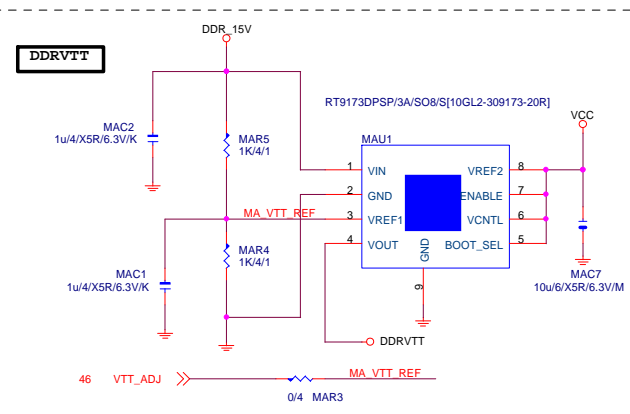 DDR_15V
DDRVTT
RT9173DPSP/3A/SO8/S[10GL2-309173-20R]
VCC
MAC2
1u/4/X5R/6.3V/K
MAR5
1K/4/1
MAU1
1 VIN VREF2 8
2 GND ENABLE 7
MA_VTT_REF 3 VREF1 VCNTL 6
4 VOUT BOOT_SEL 5
GND
9
MAR4
1K/4/1
MAC1
1u/4/X5R/6.3V/K
MAC7
10u/6/X5R/6.3V/M
DDRVTT
46 VTT_ADJ MA_VTT_REF
0/4 MAR3